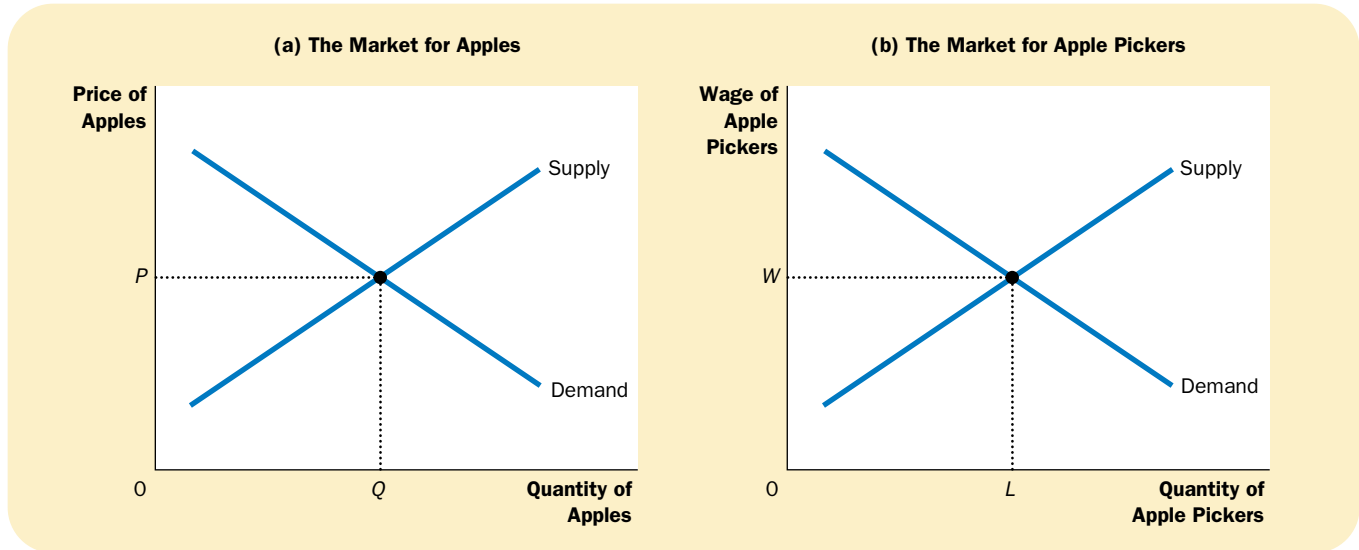 (a) The Market for Apples
Price of
Apples
Supply
P
Demand
0
Q
Quantity of
Apples
(b) The Market for Apple Pickers
Wage of
Apple
Pickers
Supply
W
Demand
0
L
Quantity of
Apple Pickers